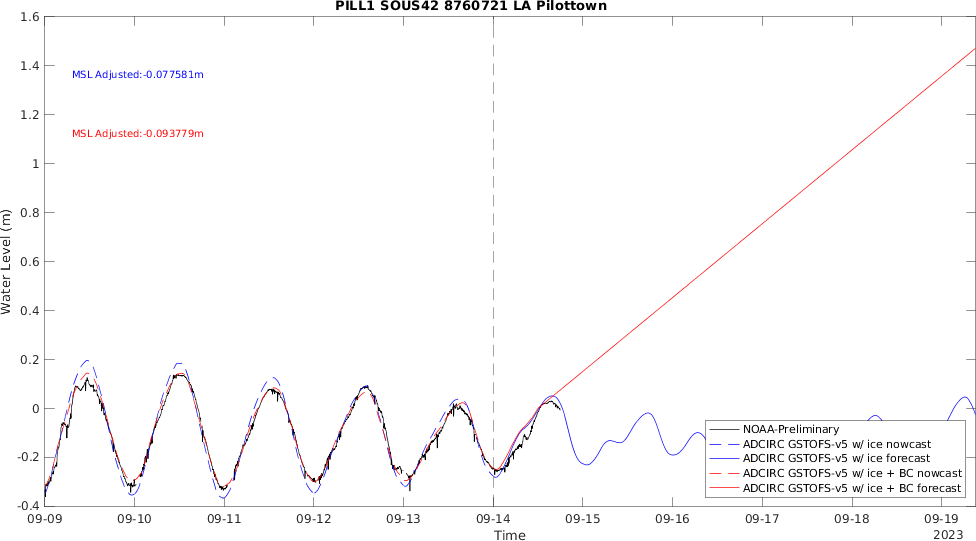 PILL1 SOUS42 8760721 LA Pilottown
1.6
1.4
1.2
1
0.8
0.6
0.4
0.2
0
-0.2
-0.4
Water Level (m)
MSL Adjusted:-0.077581m
MSL Adjusted:-0.093779m
NOAA-Preliminary
ADCIRC GSTOFS-v5 w/ ice nowcast
ADCIRC GSTOFS-v5 w/ ice forecast
ADCIRC GSTOFS-v5 w/ ice + BC nowcast
ADCIRC GSTOFS-v5 w/ ice + BC forecast
09-09 09-10 09-11 09-12 09-13 09-14 09-15 09-16 09-17 09-18 09-19
Time
2023